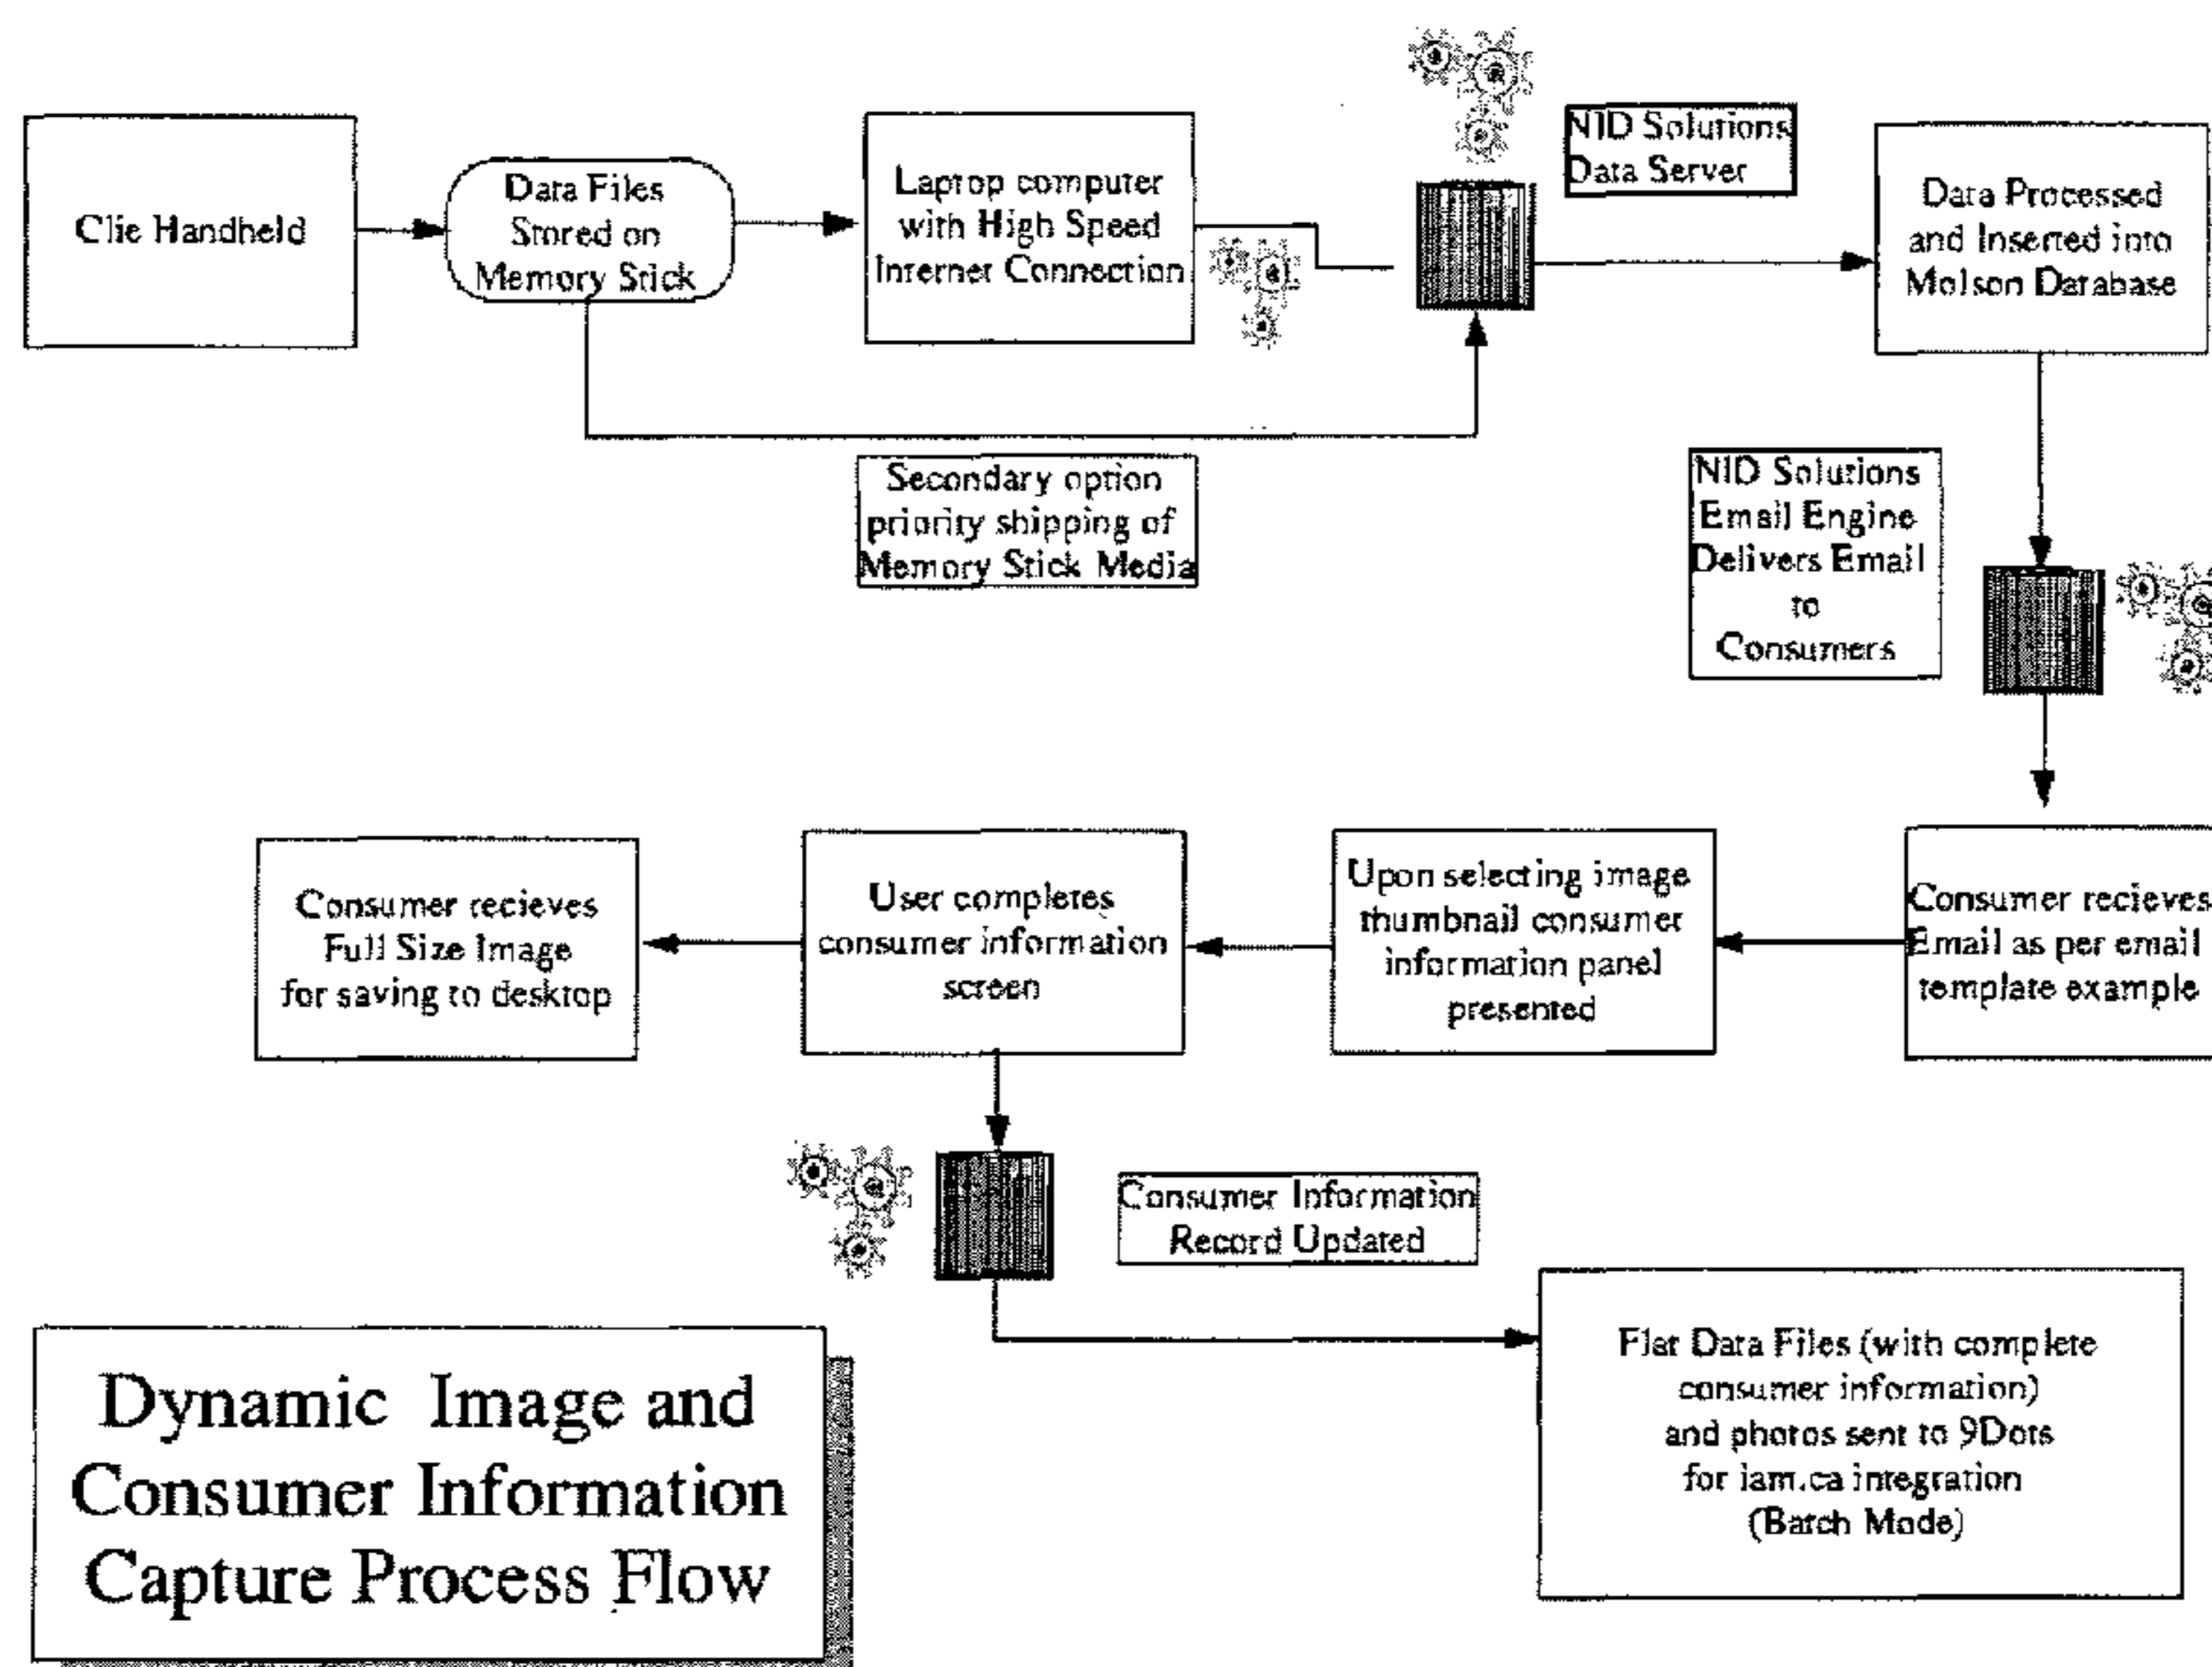 Clie Handheld
Data Files
Stored on
Memory Stick
Laptop computer
with High Speed
Internet Connection
NID Solutions
Data Server
Data Processed
and Inserted into
Molson Database
Secondary option
priority shipping of
Memory Stick Media
NID Solutions
Email Engine
Delivers Email
to
Consumers
Consumer recieves
Email as per email
template example
Upon selecting image
thumbnail consumer
information panel
presented
User completes
consumer information
screen
Consumer recieves
Full Size Image
for saving to desktop
Consumer Information
Record Updated
Flat Data Files (with complete
consumer information)
and photos sent to 9Dots
for iam.ca integration
(Batch Mode)
Dynamic Image and
Consumer Information
Capture Process Flow